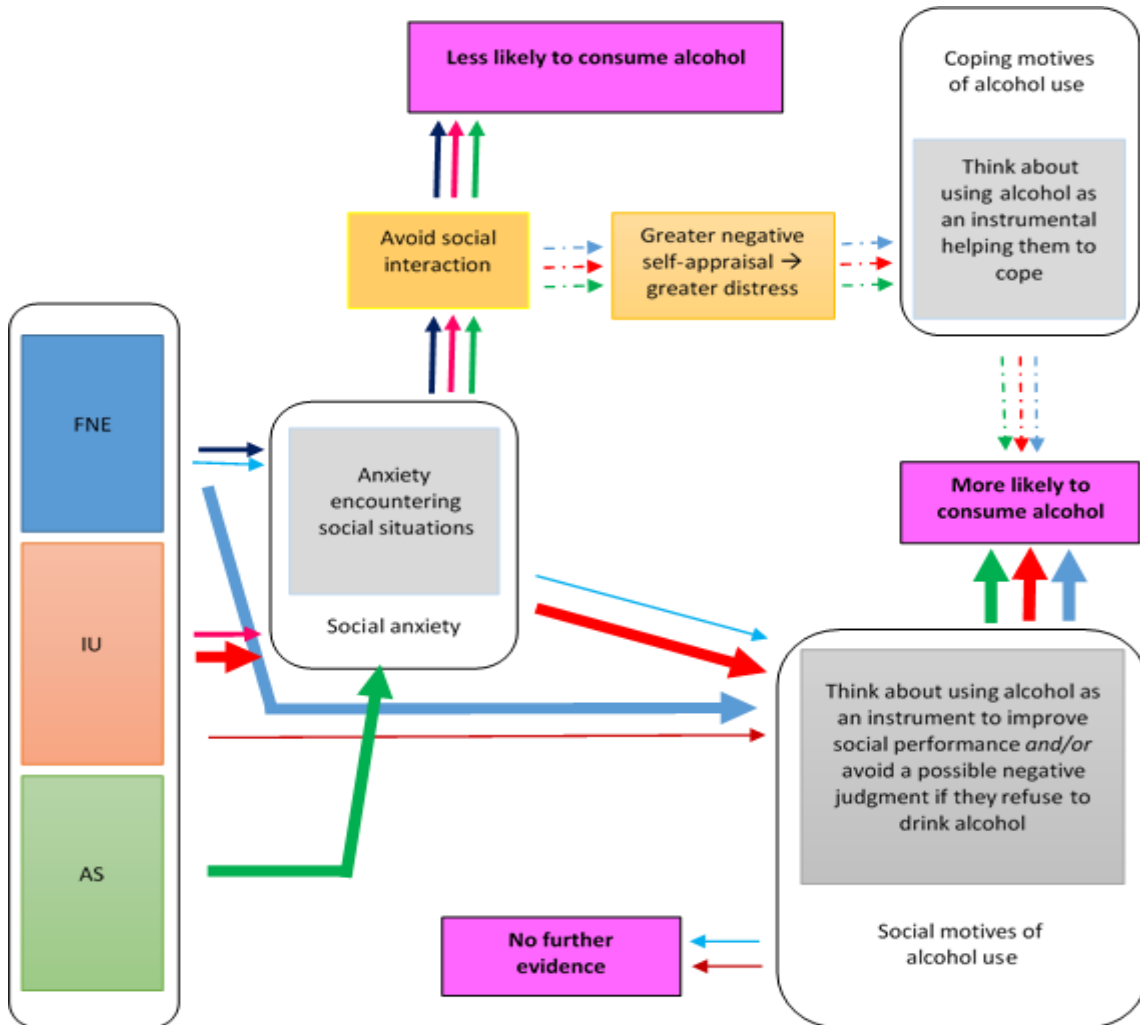 Less likely to consume alcohol
Coping motives
of alcohol use
Think about
using alcohol as
an instrumental
helping them to
cope
Avoid social
interaction
Greater negative
self-appraisal →
greater distress
FNE
IU
AS
Anxiety
encountering
social situations
Social anxiety
More likely to
consume alcohol
Think about using alcohol as
an instrument to improve
social performance and/or
avoid a possible negative
judgment if they refuse to
drink alcohol
Social motives of
alcohol use
No further
evidence